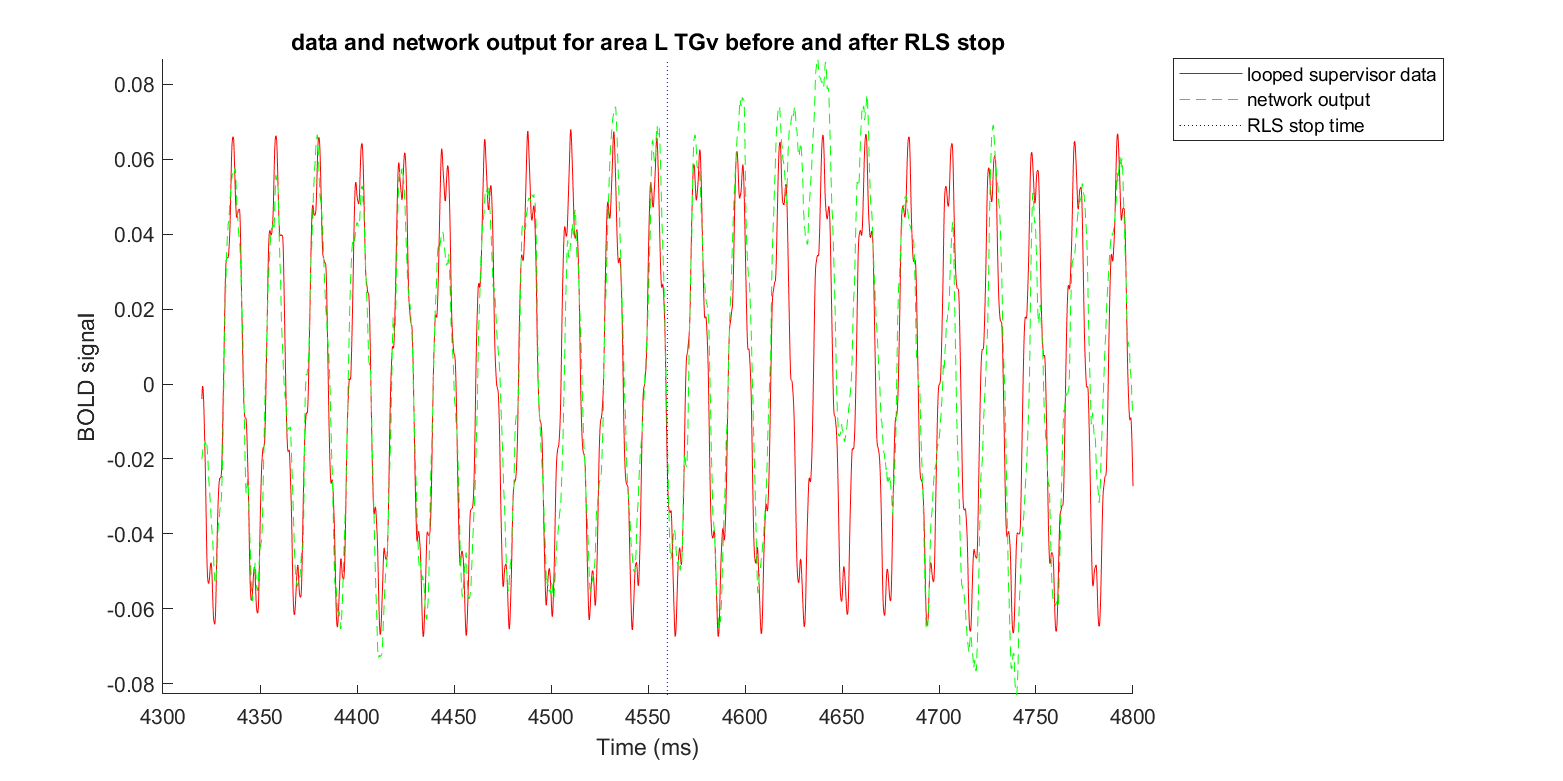 data and network output for area L TGv before and after RLS stop
looped supervisor data
network output
RLS stop time
BOLD signal
0.08
0.06
0.04
0.02
0
-0.02
-0.04
-0.06
-0.08
4300 4350 4400 4450 4500 4550 4600 4650 4700 4750 4800
Time (ms)